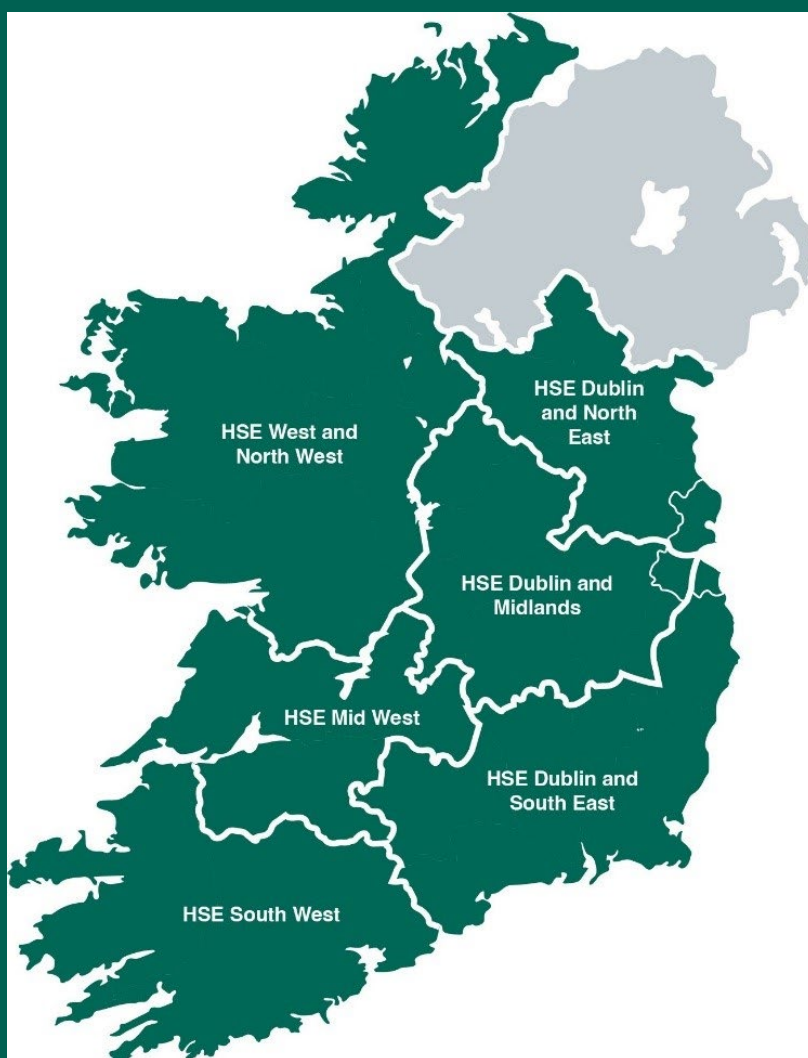 HSE Dublin
and North
East
HSE West and
North West
HSE Dublin and
Midlands
HSE Mid West
HSE Dublin and
South East
HSE South West